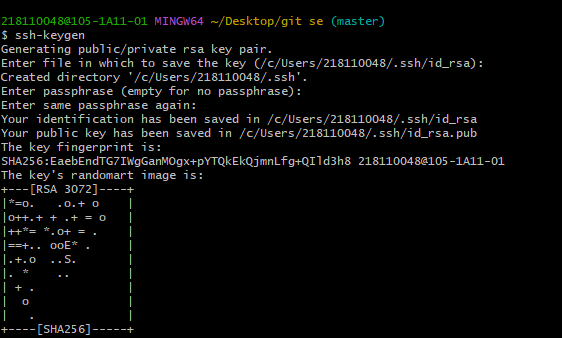 218110048@105-1A11-01 MINGW64 ~/Desktop/git se (master)
$ ssh-keygen
Generating public/private rsa key pair.
Enter file in which to save the key (/c/Users/218110048/.ssh/id_rsa):
Created directory '/c/Users/218110048/.ssh'.
Enter passphrase (empty for no passphrase):
Enter same passphrase again:
Your identification has been saved in /c/Users/218110048/.ssh/id_rsa
Your public key has been saved in /c/Users/218110048/.ssh/id_rsa.pub
The key fingerprint is:
SHA256:EaebEndTG7IWgGanMOgx+pYTQkEkQjmnLfg+QIld3h8 218110048@105-1A11-01
The key's randomart image is:
+---[RSA 3072]----+
|*=o.   .o.+ o    |
|o++.+ + .+ = o   |
|++*= *.o+ = .    |
|==+.. ooE* .     |
|.+.o  ..S.       |
|. *    ..        |
| + .             |
|  o              |
|   .             |
+----[SHA256]-----+